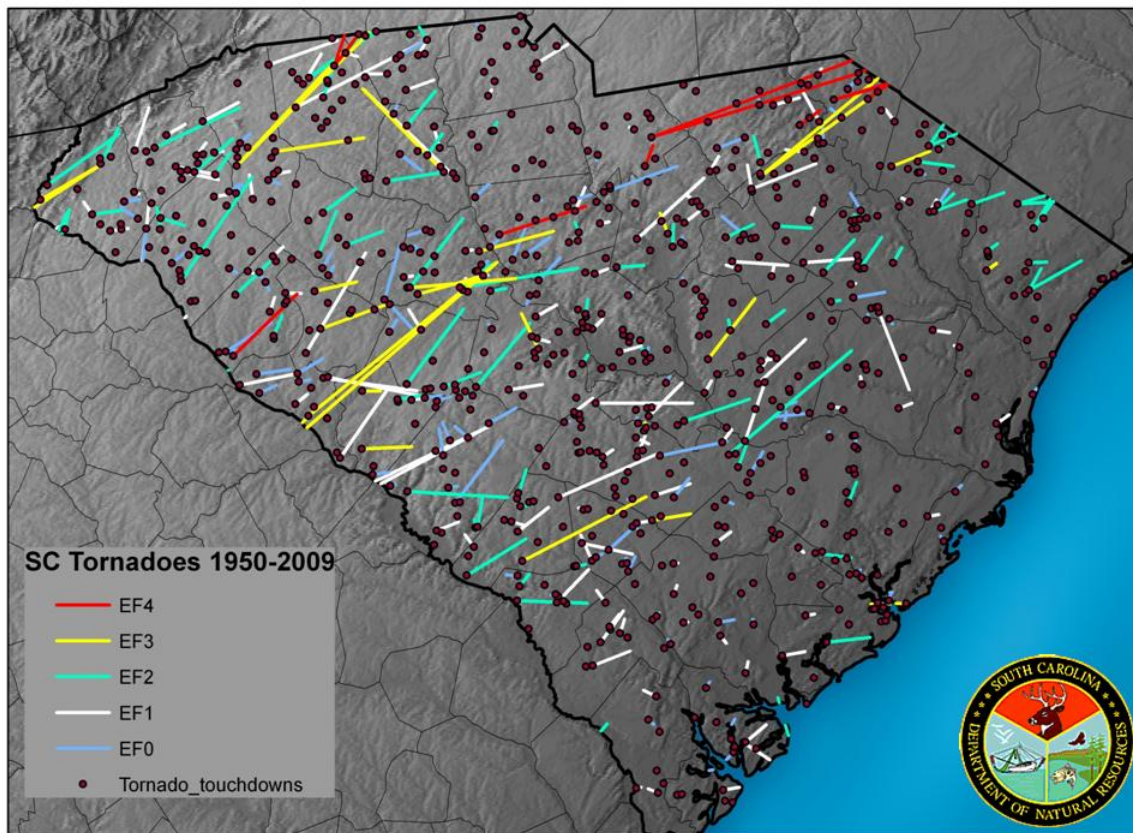 SC Tornadoes 1950-2009
EF4
EF3
EF2
EF1
EF0
Tornado_touchdowns
SOUTH CAROLINA
DEPARTMENT OF NATURAL RESOURCES